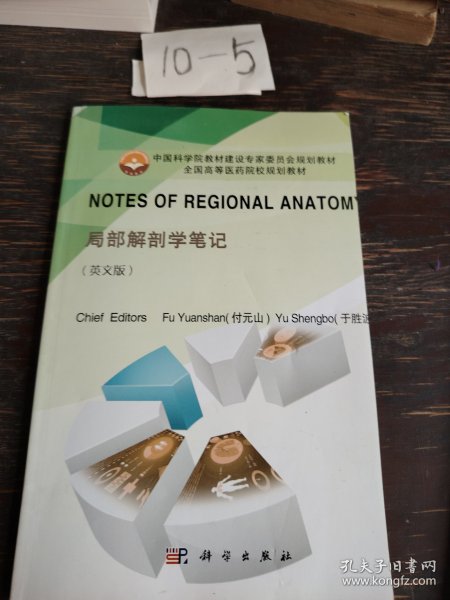 10-5
中国科学院教材建设专家委员会规划教材
全国高等医药院校规划教材
NOTES OF REGIONAL ANATOMY
局部解剖学笔记
(英文版)
Chief Editors Fu Yuanshan(付元山) Yu Shengbo(于胜波
科学出版社
孔夫子旧书网
www.kongfz.com